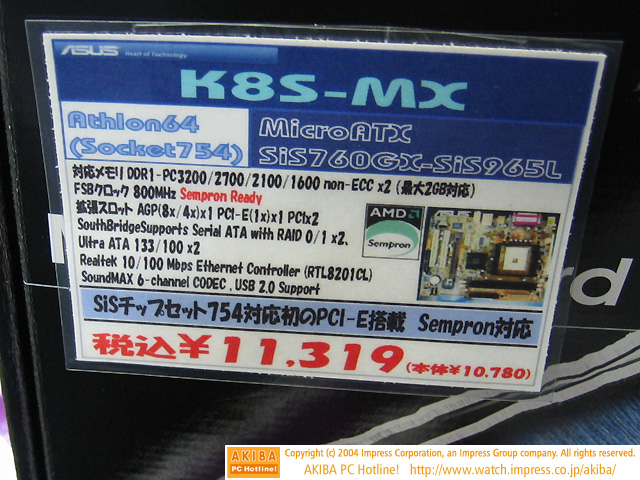 ASUS Heart of Technology
K8S-MX
Athlon64
(Socket754)
MicroATX
SiS760GX-SiS965L
対応メモリ DDR1-PC3200/2700/2100/1600 non-ECC x2 (最大2GB対応)
FSBクロック 800MHz Sempron Ready
拡張スロット AGP(8x/4x)x1 PCI-E(1x)x1 PCIx2
SouthBridgeSupports Serial ATA with RAID 0/1 x2、
Ultra ATA 133/100 x2
Realtek 10/100 Mbps Ethernet Controller (RTL8201CL)
SoundMAX 6-channel CODEC , USB 2.0 Support
AMD
Sempron
SiSチップセット754対応初のPCI-E搭載 Sempron対応
税込¥11,319(本体¥10,780)
AKIBA
PC Hotline!
Copyright (c) 2004 Impress Corporation, an Impress Group company. All rights reserved.
AKIBA PC Hotline! http://www.watch.impress.co.jp/akiba/